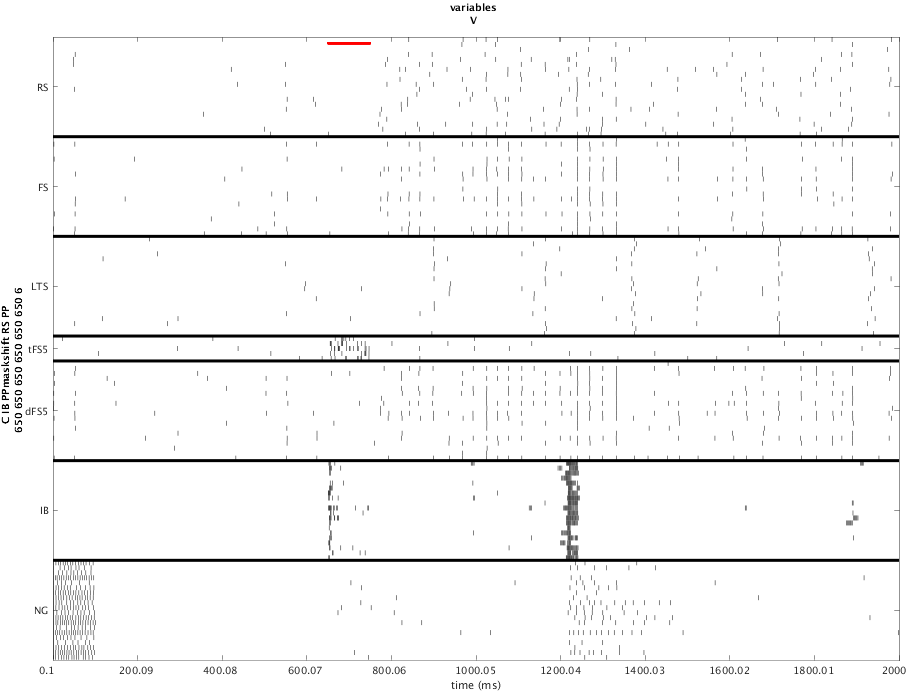 variables
V
RS
FS
LTS
tFS5
dFS5
IB
NG
C IB PPmaskshift RS PP
650 650 650 650 650 650 6
0.1 200.09 400.08 600.07 800.06 1000.05 1200.04 1400.03 1600.02 1800.01 2000
time (ms)